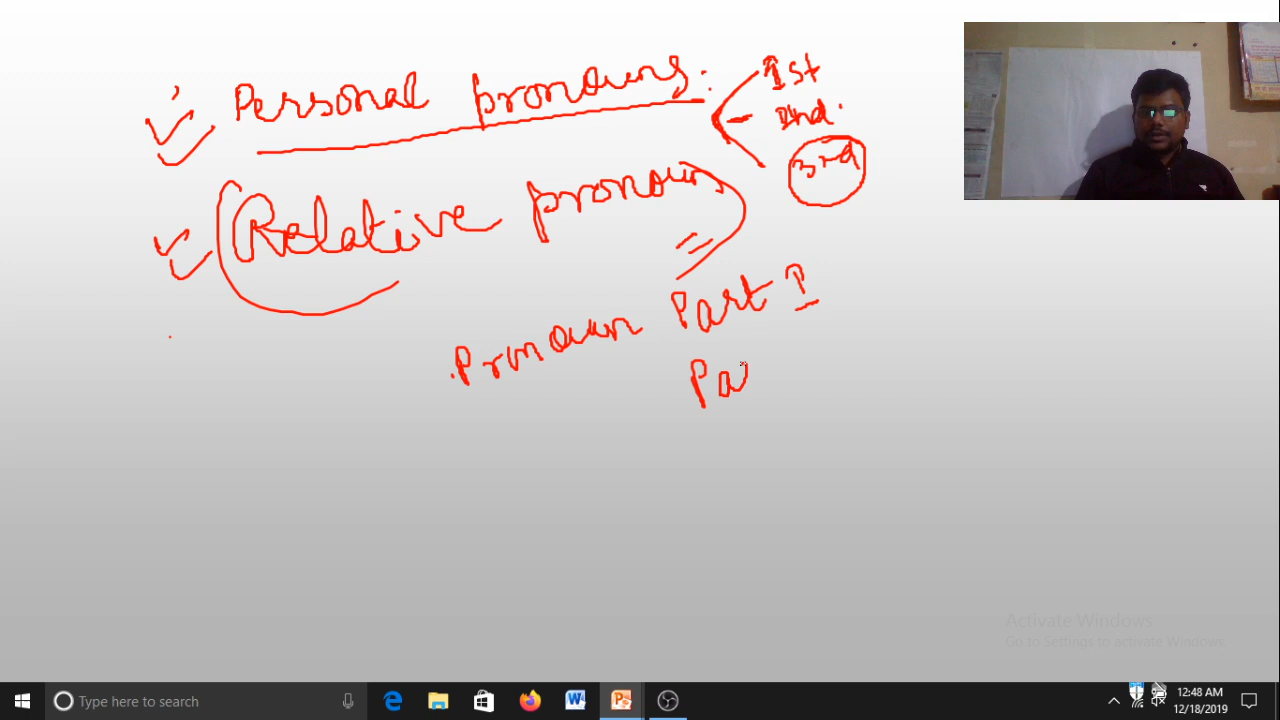 Personal pronouns.
1st
2nd.
3rd
Relative pronoun
Pronoun Part I
Pa
Activate Windows
Go to Settings to activate Windows.
Type here to search
12:48 AM
12/18/2019